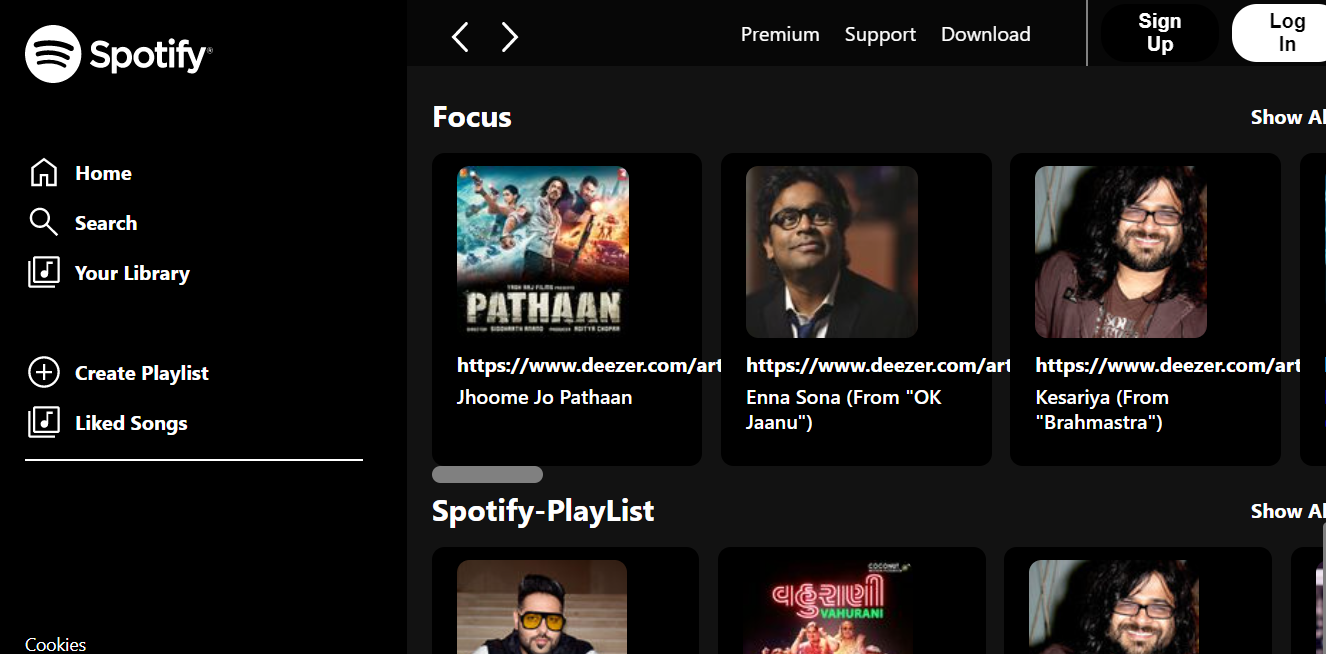 Spotify®
Home
Search
Your Library
Create Playlist
Liked Songs
Cookies
Premium
Support
Download
Sign
Up
Log
In
Focus
Show Al
PATHAAN
https://www.deezer.com/art
Jhoome Jo Pathaan
https://www.deezer.com/art
Enna Sona (From "OK
Jaanu")
https://www.deezer.com/art
Kesariya (From
"Brahmastra")
Spotify-PlayList
Show Al
COCONUT
વહુરાણી
VAHURANI